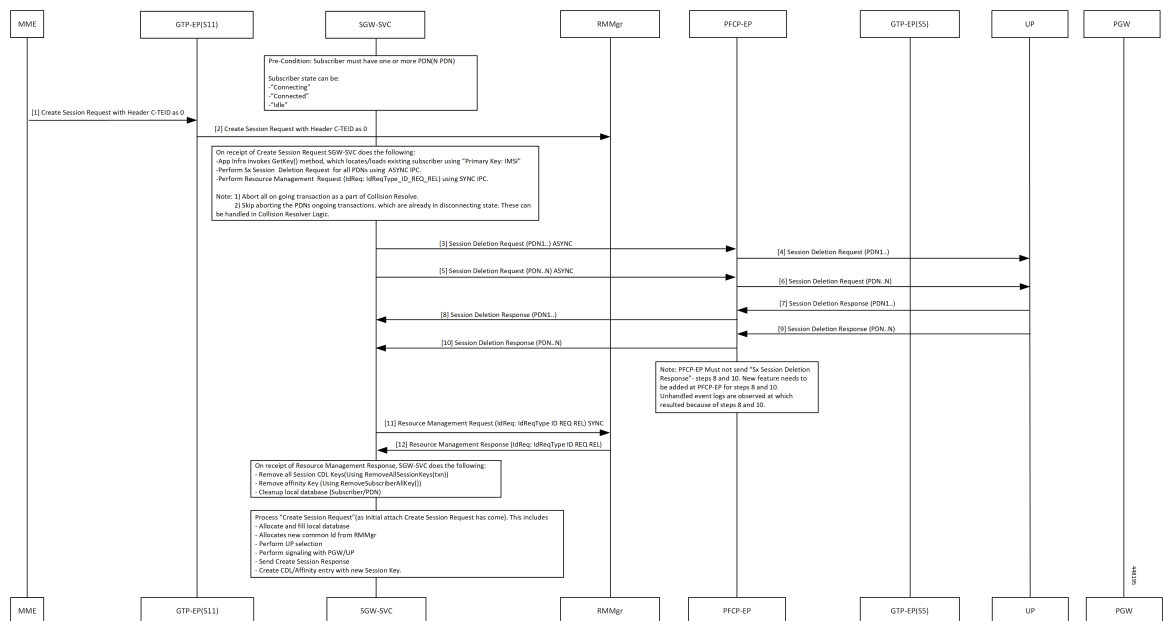 MME
GTP-EP(S11)
SGW-SVC
RMMgr
PFCP-EP
GTP-EP(S5)
UP
PGW
Pre-Condition: Subscriber must have one or more PDN(N PDN)
Subscriber state can be:
-"Connecting"
-"Connected"
-"Idle"
[1] Create Session Request with Header C-TEID as 0
[2] Create Session Request with Header C-TEID as 0
On receipt of Create Session Request SGW-SVC does the following:
-App Infra invokes GetKey() method, which locates/loads existing subscriber using "Primary Key: IMSI"
-Perform Sx Session Deletion Request for all PDNs using ASYNC IPC.
-Perform Resource Management Request (IdReq: IdReqType_ID_REQ_REL) using SYNC IPC.
Note: 1) Abort all on going transaction as a part of Collision Resolve.
2) Skip aborting the PDNs ongoing transactions. which are already in disconnecting state. These can
be handled in Collision Resolver Logic.
[3] Session Deletion Request (PDN1..) ASYNC
[4] Session Deletion Request (PDN1..)
[5] Session Deletion Request (PDN..N) ASYNC
[6] Session Deletion Request (PDN..N)
[7] Session Deletion Response (PDN1..)
[8] Session Deletion Response (PDN1..)
[9] Session Deletion Response (PDN..N)
[10] Session Deletion Response (PDN..N)
Note: PFCP-EP Must not send "Sx Session Deletion
Response"- steps 8 and 10. New feature needs to
be added at PFCP-EP for steps 8 and 10.
Unhandled event logs are observed at which
resulted because of steps 8 and 10.
[11] Resource Management Request (IdReq: IdReqType ID REQ REL) SYNC
[12] Resource Management Response (IdReq: IdReqType ID REQ REL)
On receipt of Resource Management Response, SGW-SVC does the following:
- Remove all Session CDL Keys(Using RemoveAllSessionKeys(txn))
- Remove affinity Key (Using RemoveSubscriberAllKey())
- Cleanup local database (Subscriber/PDN)
Process "Create Session Request"(as Initial attach Create Session Request has come). This includes
- Allocate and fill local database
- Allocates new common Id from RMMgr
- Perform UP selection
- Perform signaling with PGW/UP
- Send Create Session Response
- Create CDL/Affinity entry with new Session Key.
448195
MME
GTP-EP(S11)
SGW-SVC
RMMgr
PFCP-EP
GTP-EP(S5)
UP
PGW